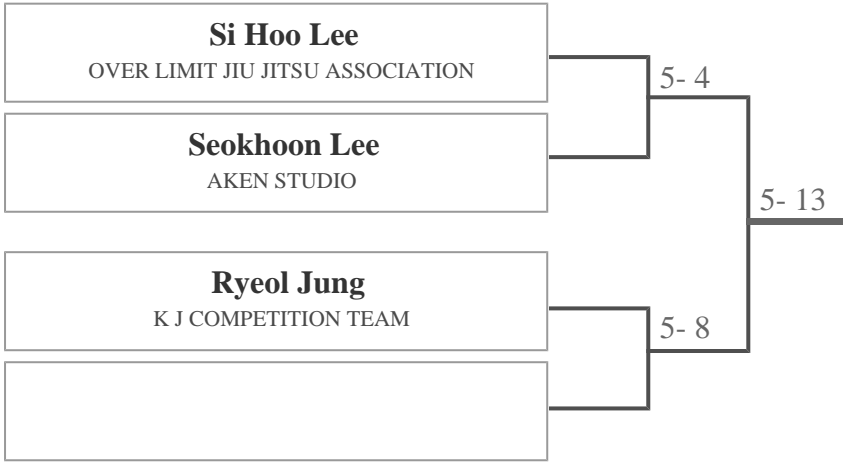 Si Hoo Lee
OVER LIMIT JIU JITSU ASSOCIATION
5- 4
Seokhoon Lee
AKEN STUDIO
5- 13
Ryeol Jung
K J COMPETITION TEAM
5- 8